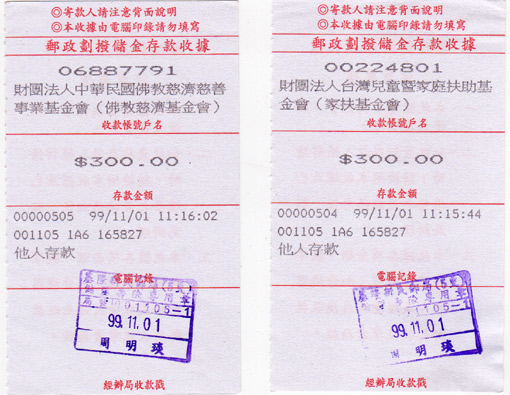 ◎寄款人請注意背面說明
◎本收據由電腦印錄請勿填寫
郵政劃撥儲金存款收據
06887791
財團法人中華民國佛教慈濟慈善
事業基金會（佛教慈濟基金會）
收款帳號戶名
$300.00
存款金額
00000505 99/11/01 11:16:02
001105 1A6 165827
他人存款
電腦記錄
001105-1
99.11.01
周明瑛
經辦局收款戳
◎寄款人請注意背面說明
◎本收據由電腦印錄請勿填寫
郵政劃撥儲金存款收據
00224801
財團法人台灣兒童暨家庭扶助基
金會（家扶基金會）
收款帳號戶名
$300.00
存款金額
00000504 99/11/01 11:15:44
001105 1A6 165827
他人存款
電腦記錄
001105-1
99.11.01
周明瑛
經辦局收款戳